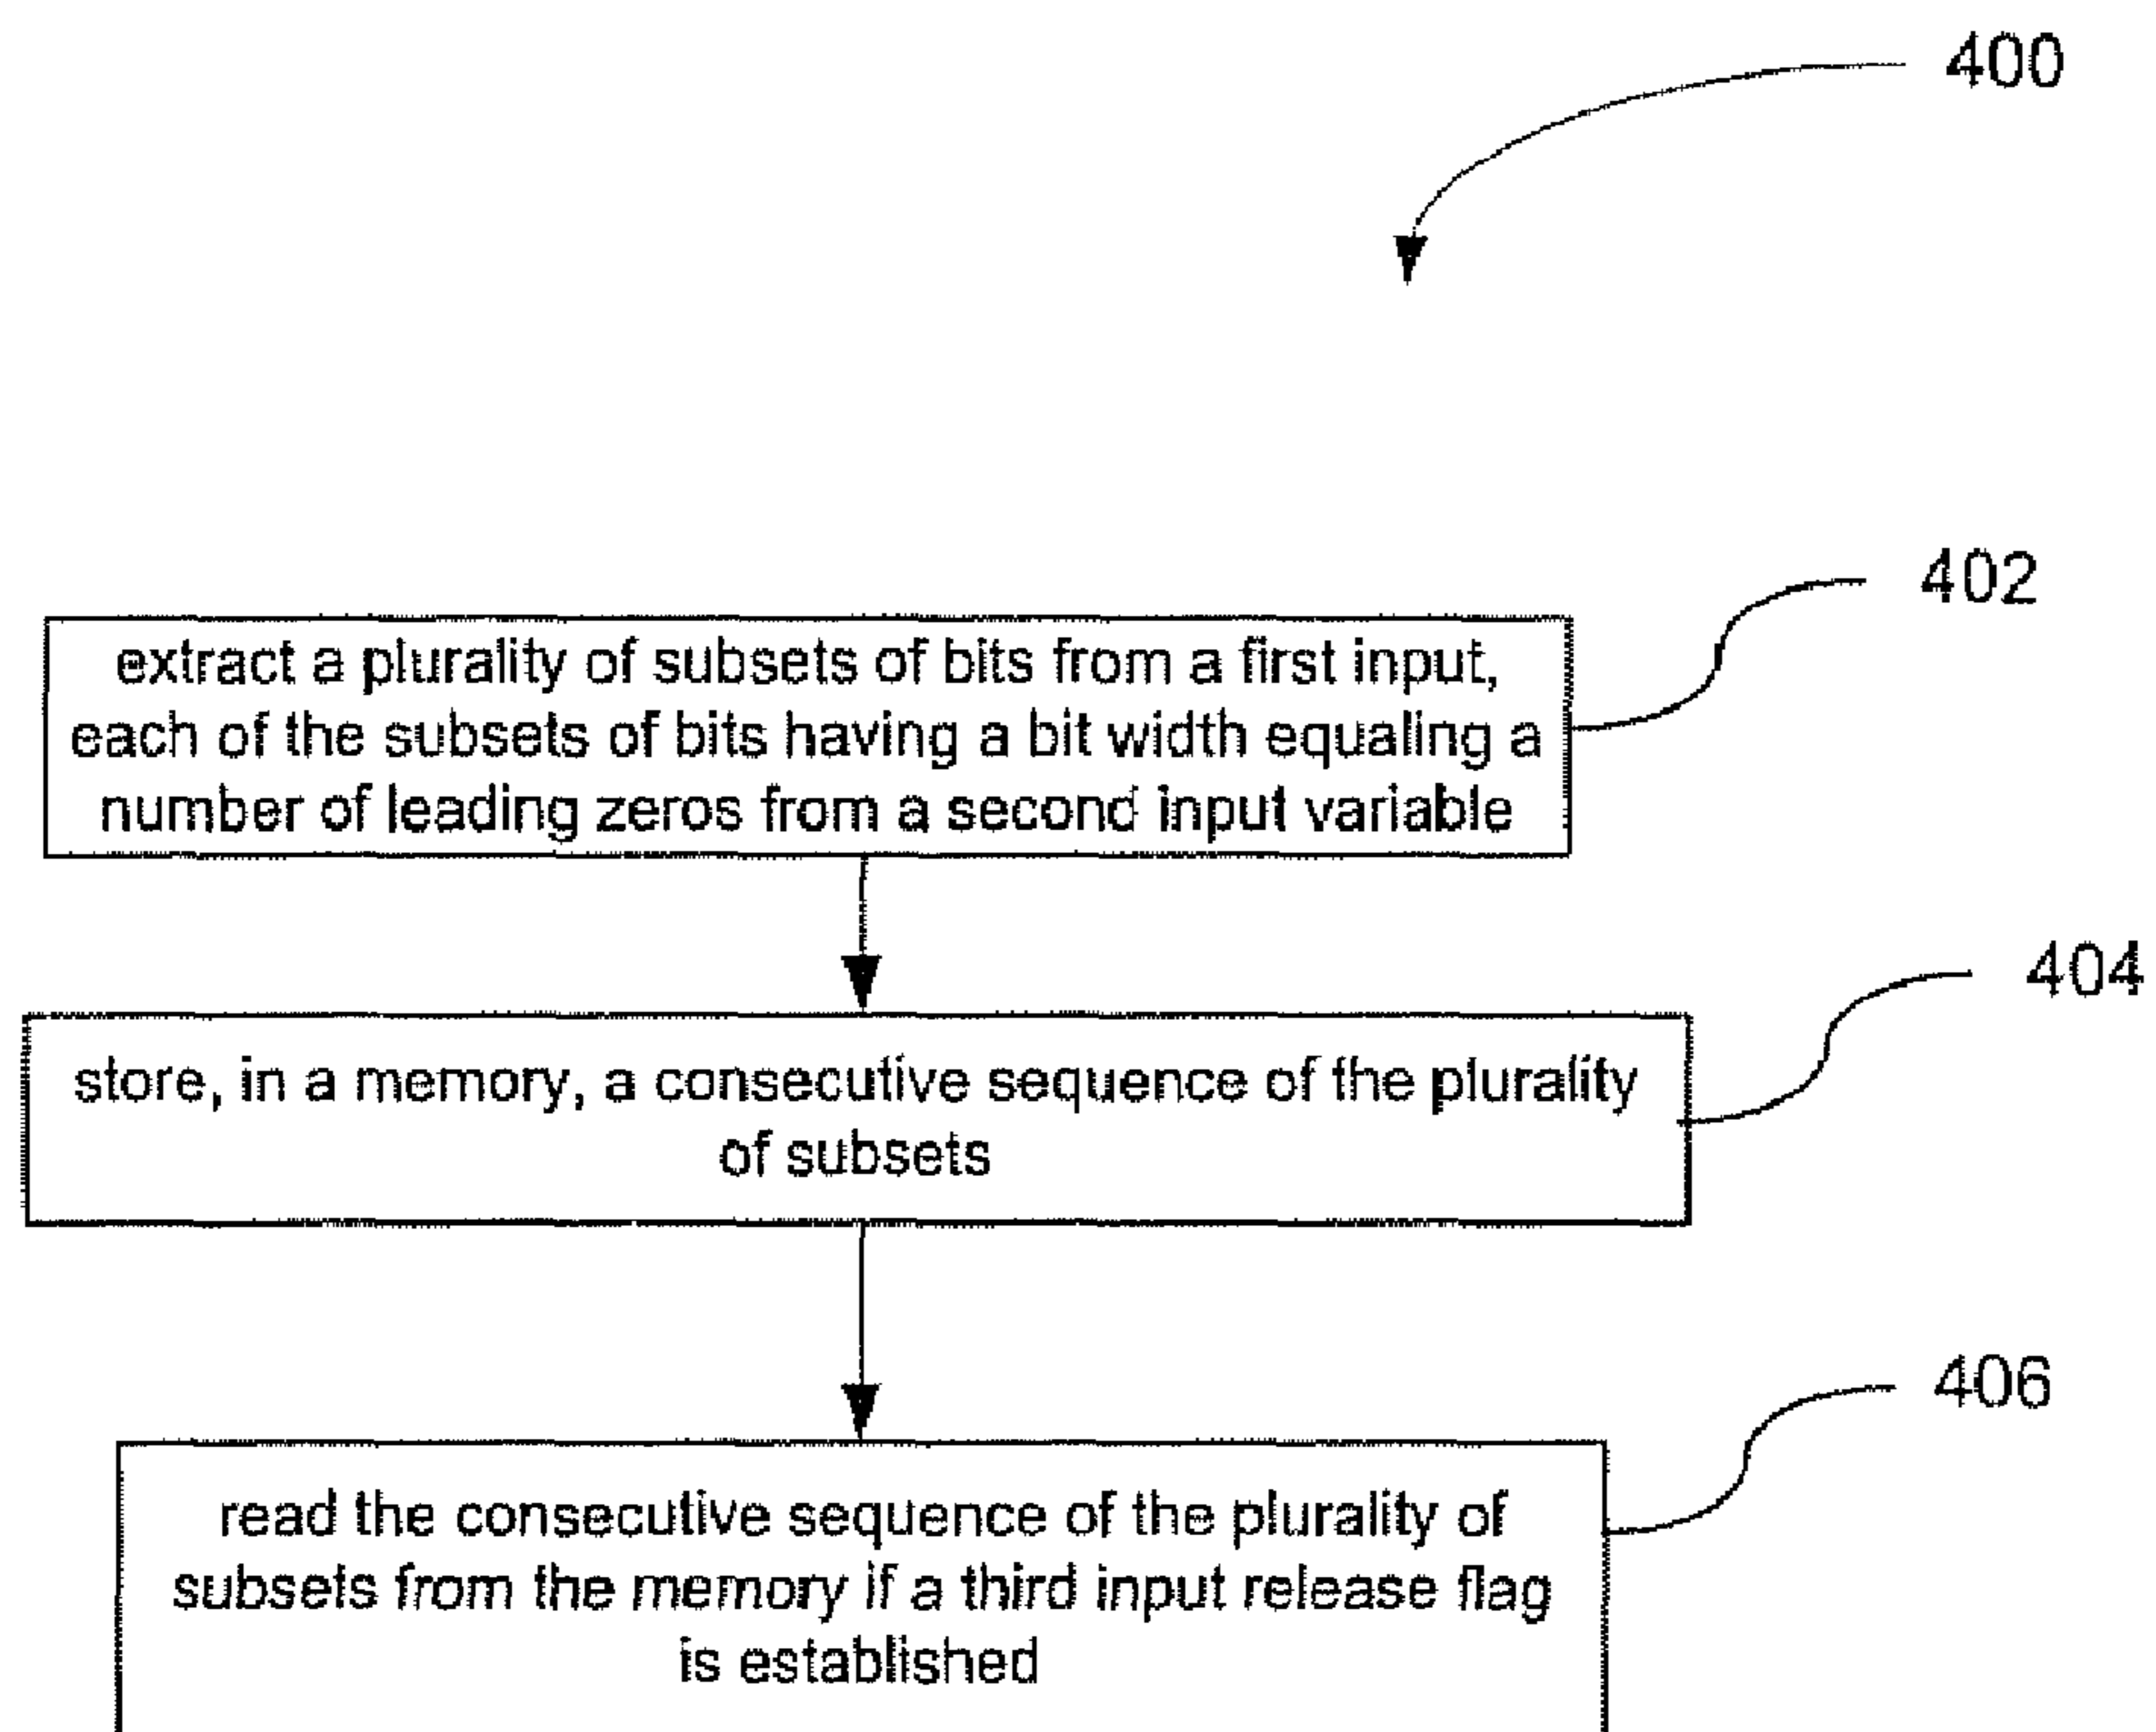 400
402
extract a plurality of subsets of bits from a first input,
each of the subsets of bits having a bit width equaling a
number of leading zeros from a second input variable
404
store, in a memory, a consecutive sequence of the plurality
of subsets
406
read the consecutive sequence of the plurality of
subsets from the memory if a third input release flag
is established